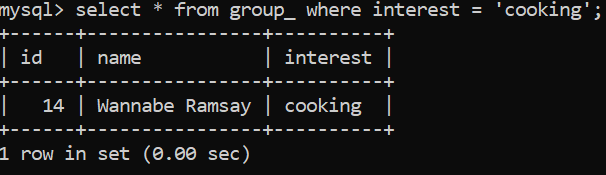 mysql> select * from group_ where interest = 'cooking';
+------+----------------+----------+
| id   | name           | interest |
+------+----------------+----------+
|   14 | Wannabe Ramsay | cooking  |
+------+----------------+----------+
1 row in set (0.00 sec)